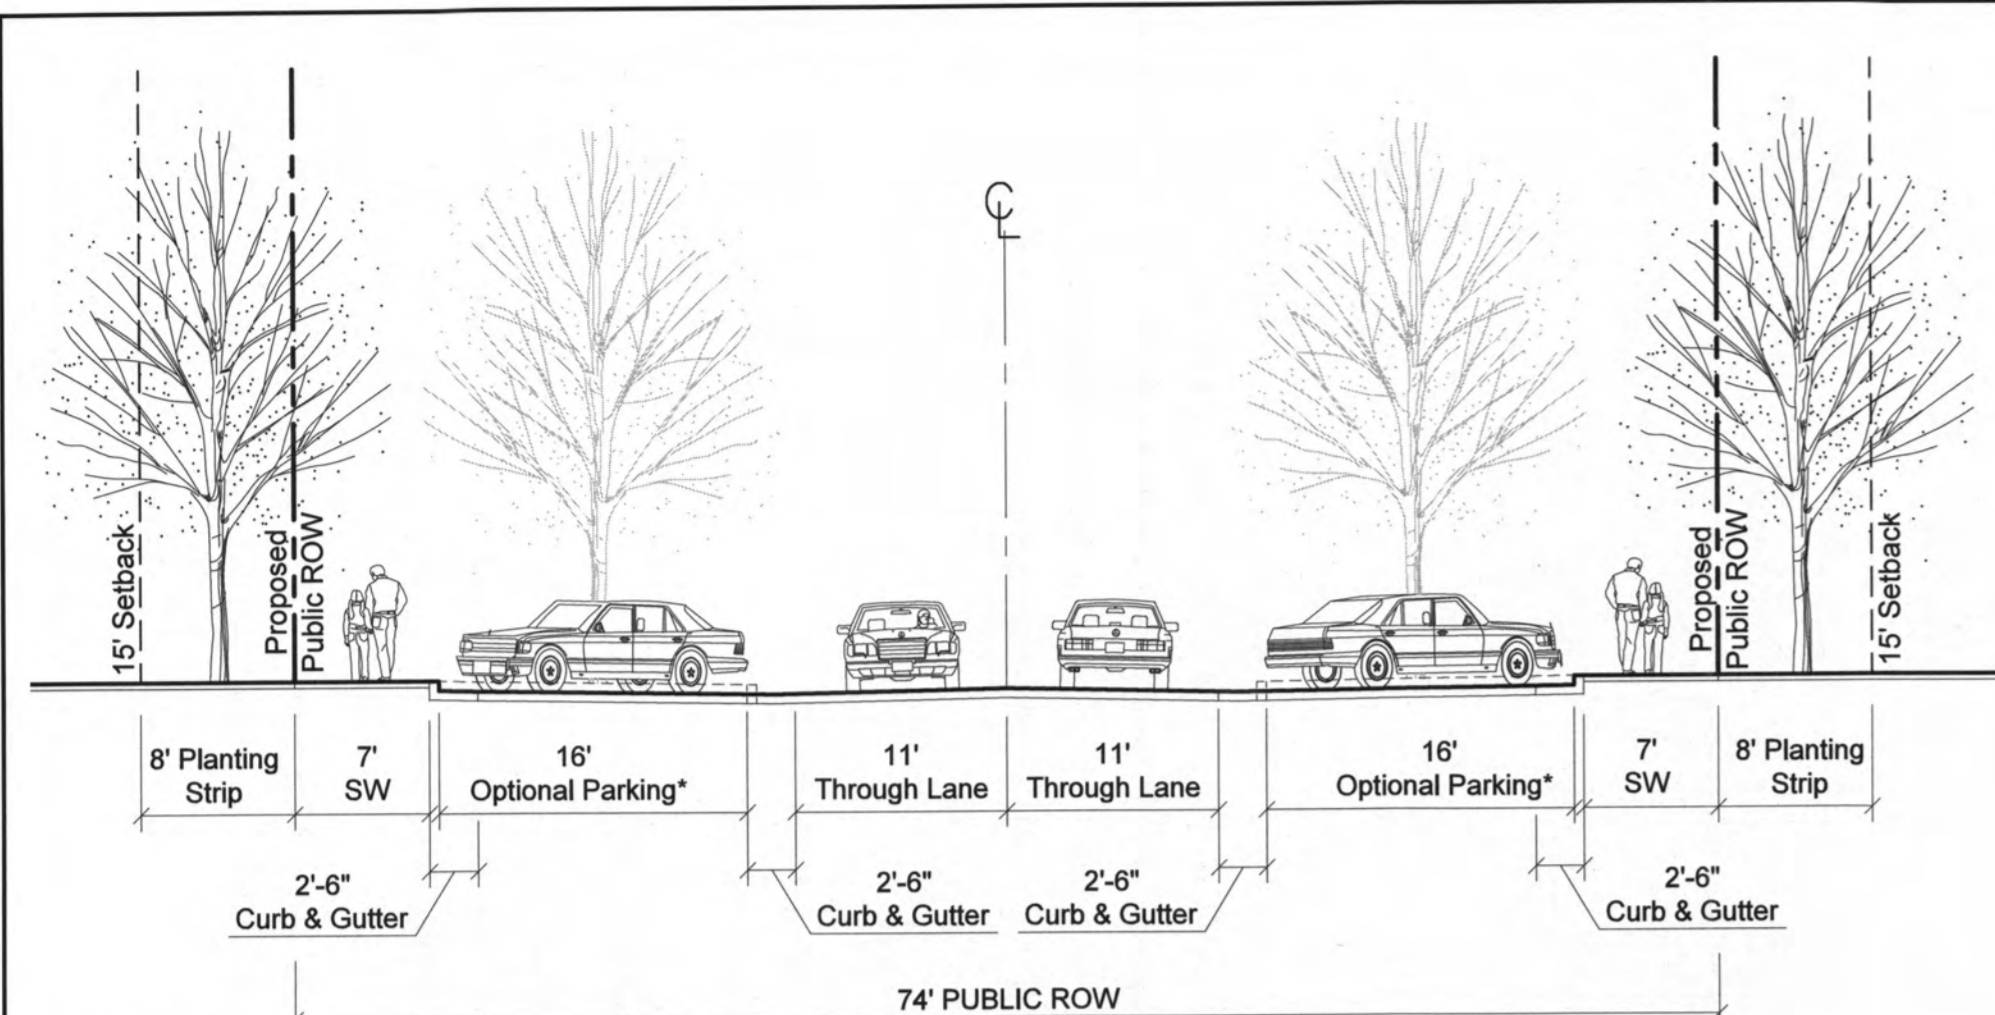 ℄
15' Setback
Proposed
Public ROW
Proposed
Public ROW
15' Setback
8' Planting
Strip
7'
SW
16'
Optional Parking*
11'
Through Lane
11'
Through Lane
16'
Optional Parking*
7'
SW
8' Planting
Strip
2'-6"
Curb & Gutter
2'-6"
Curb & Gutter
2'-6"
Curb & Gutter
2'-6"
Curb & Gutter
74' PUBLIC ROW